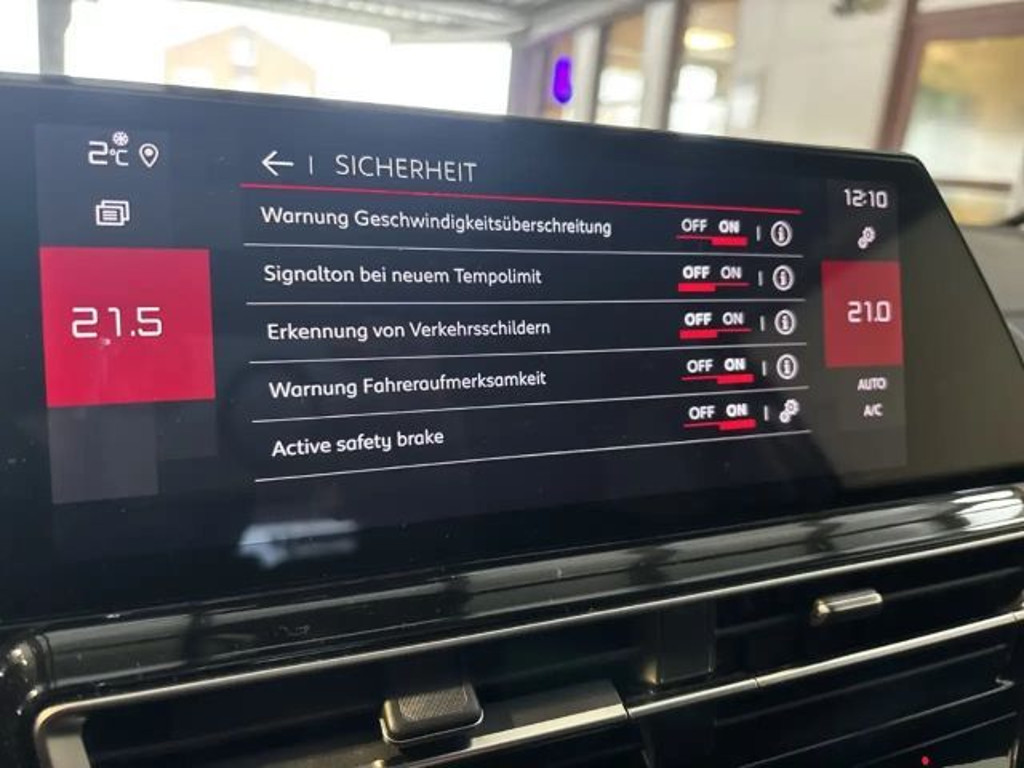 2°C
← | SICHERHEIT
12:10
Warnung Geschwindigkeitsüberschreitung OFF ON | i
Signalton bei neuem Tempolimit OFF ON | i
21.5
Erkennung von Verkehrsschildern OFF ON | i
21.0
Warnung Fahreraufmerksamkeit OFF ON | i
AUTO
A/C
Active safety brake OFF ON |